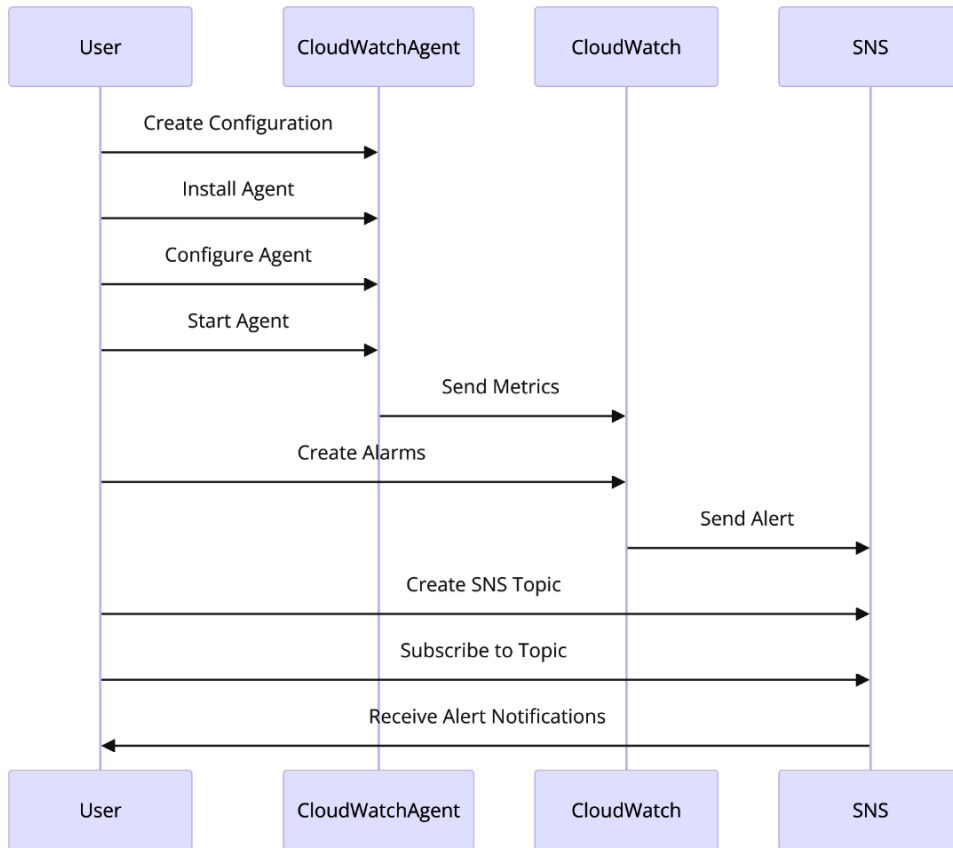 User
CloudWatchAgent
CloudWatch
SNS
Create Configuration
Install Agent
Configure Agent
Start Agent
Send Metrics
Create Alarms
Send Alert
Create SNS Topic
Subscribe to Topic
Receive Alert Notifications
User
CloudWatchAgent
CloudWatch
SNS